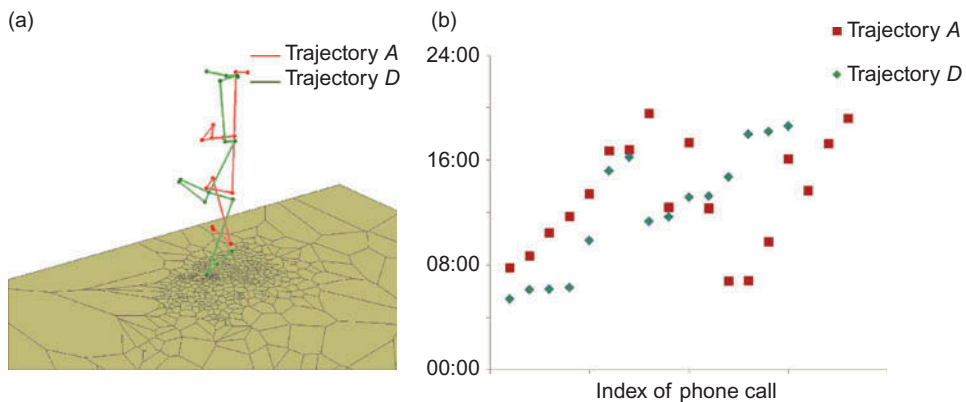 (a)
Trajectory A
Trajectory D
(b)
Trajectory A
Trajectory D
24:00
16:00
08:00
00:00
Index of phone call